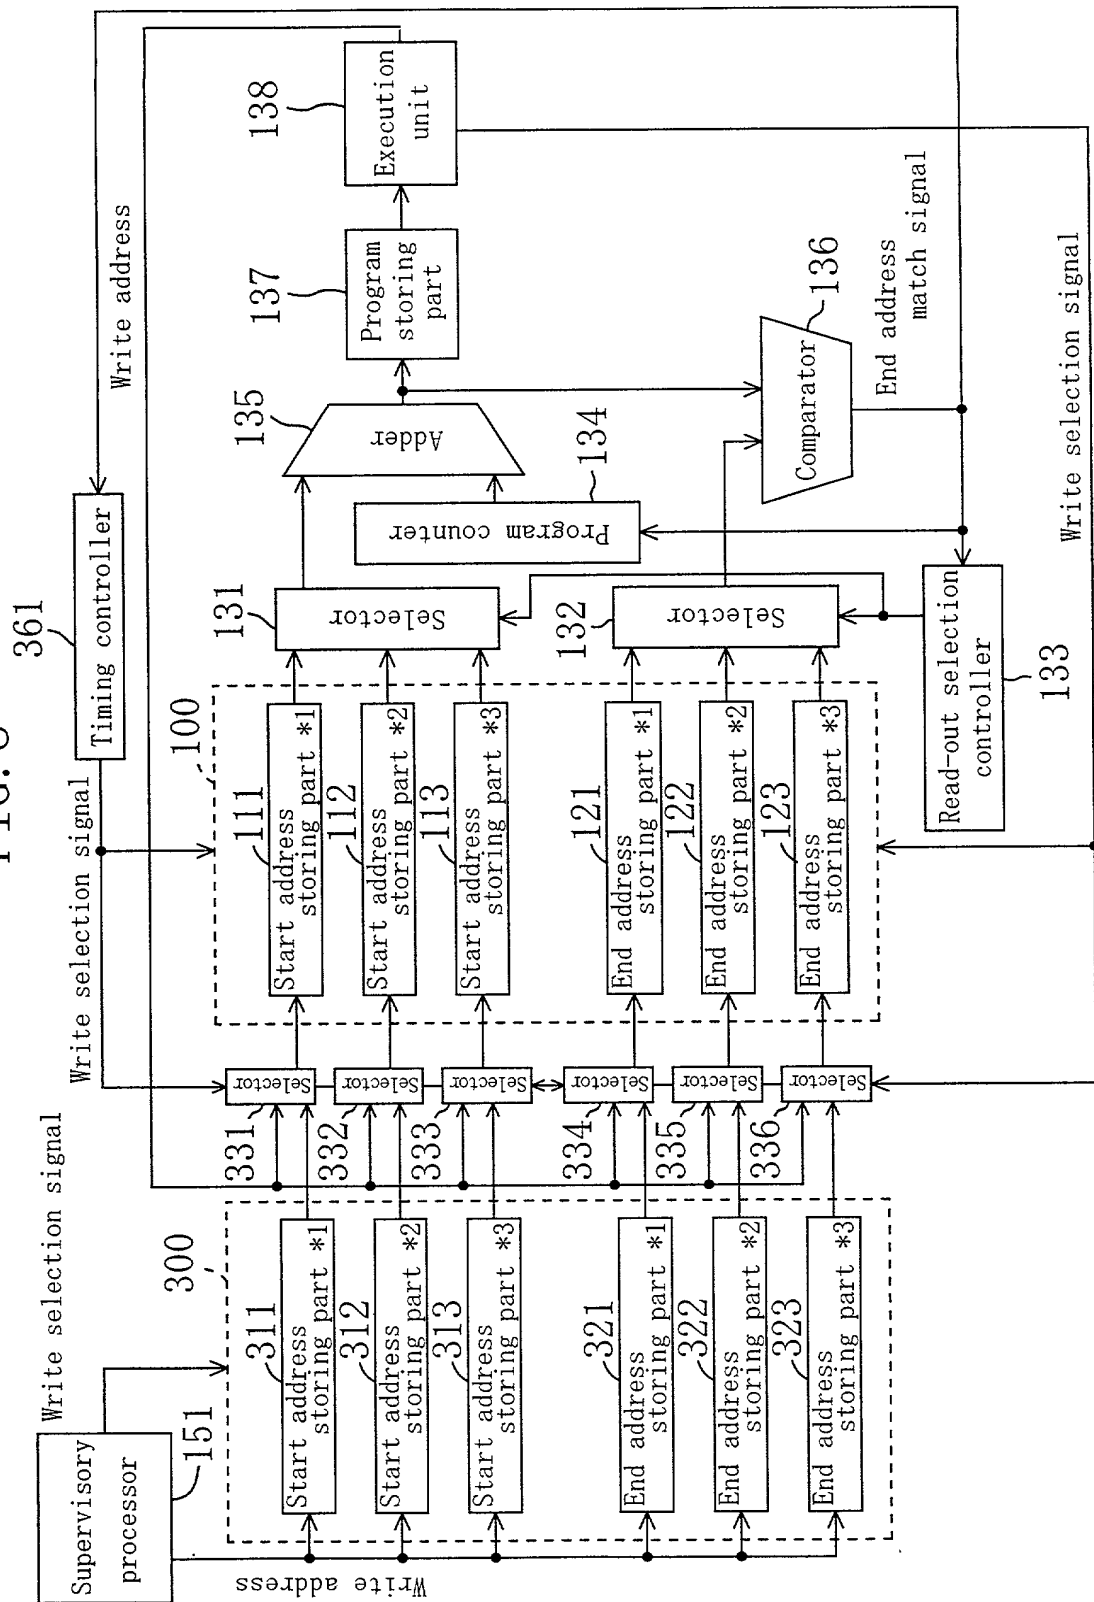 Supervisory
processor
151
Write selection signal
Write address
300
311
Start address
storing part *1
312
Start address
storing part *2
313
Start address
storing part *3
321
End address
storing part *1
322
End address
storing part *2
323
End address
storing part *3
331
Selector
332
Selector
333
Selector
334
Selector
335
Selector
336
Selector
Write selection signal
361
Timing controller
Write address
100
111
Start address
storing part *1
112
Start address
storing part *2
113
Start address
storing part *3
121
End address
storing part *1
122
End address
storing part *2
123
End address
storing part *3
131
Selector
132
Selector
Read-out selection
controller
133
Program counter
134
135
Adder
Comparator
136
137
Program
storing
part
138
Execution
unit
End address
match signal
Write selection signal